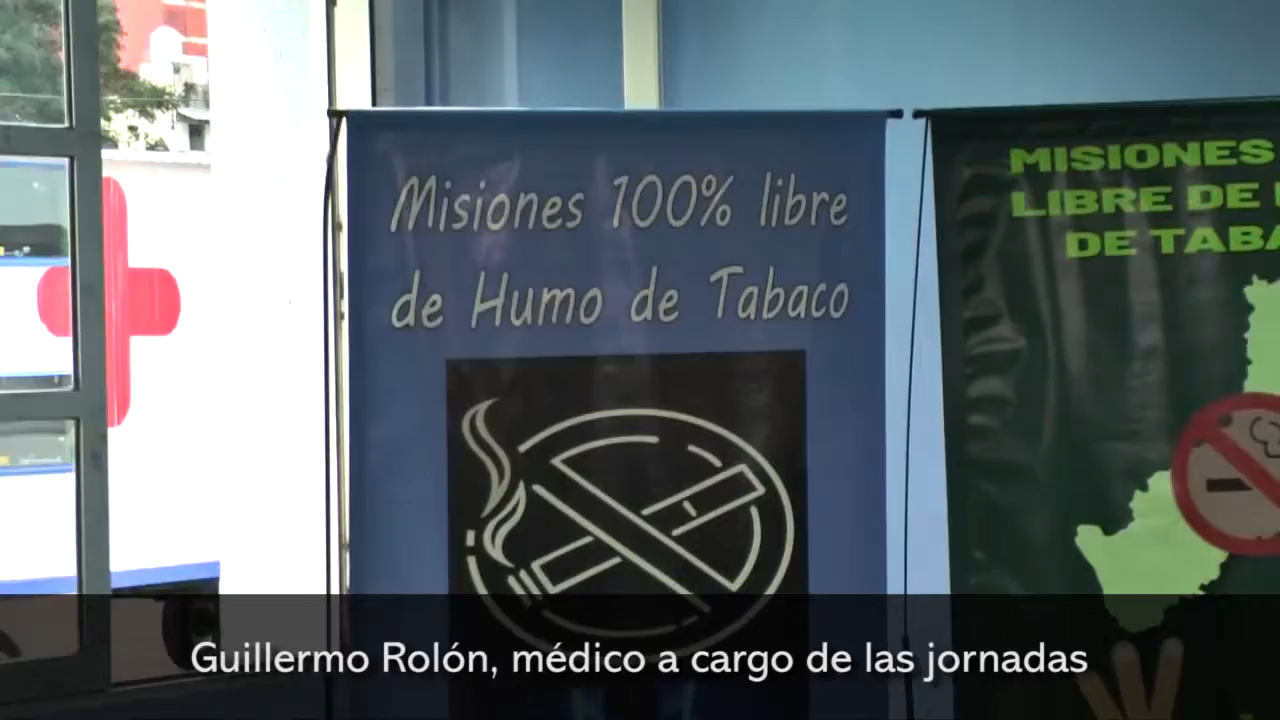 Misiones 100% libre
de Humo de Tabaco
MISIONES
LIBRE DE
DE TABA
Guillermo Rolón, médico a cargo de las jornadas